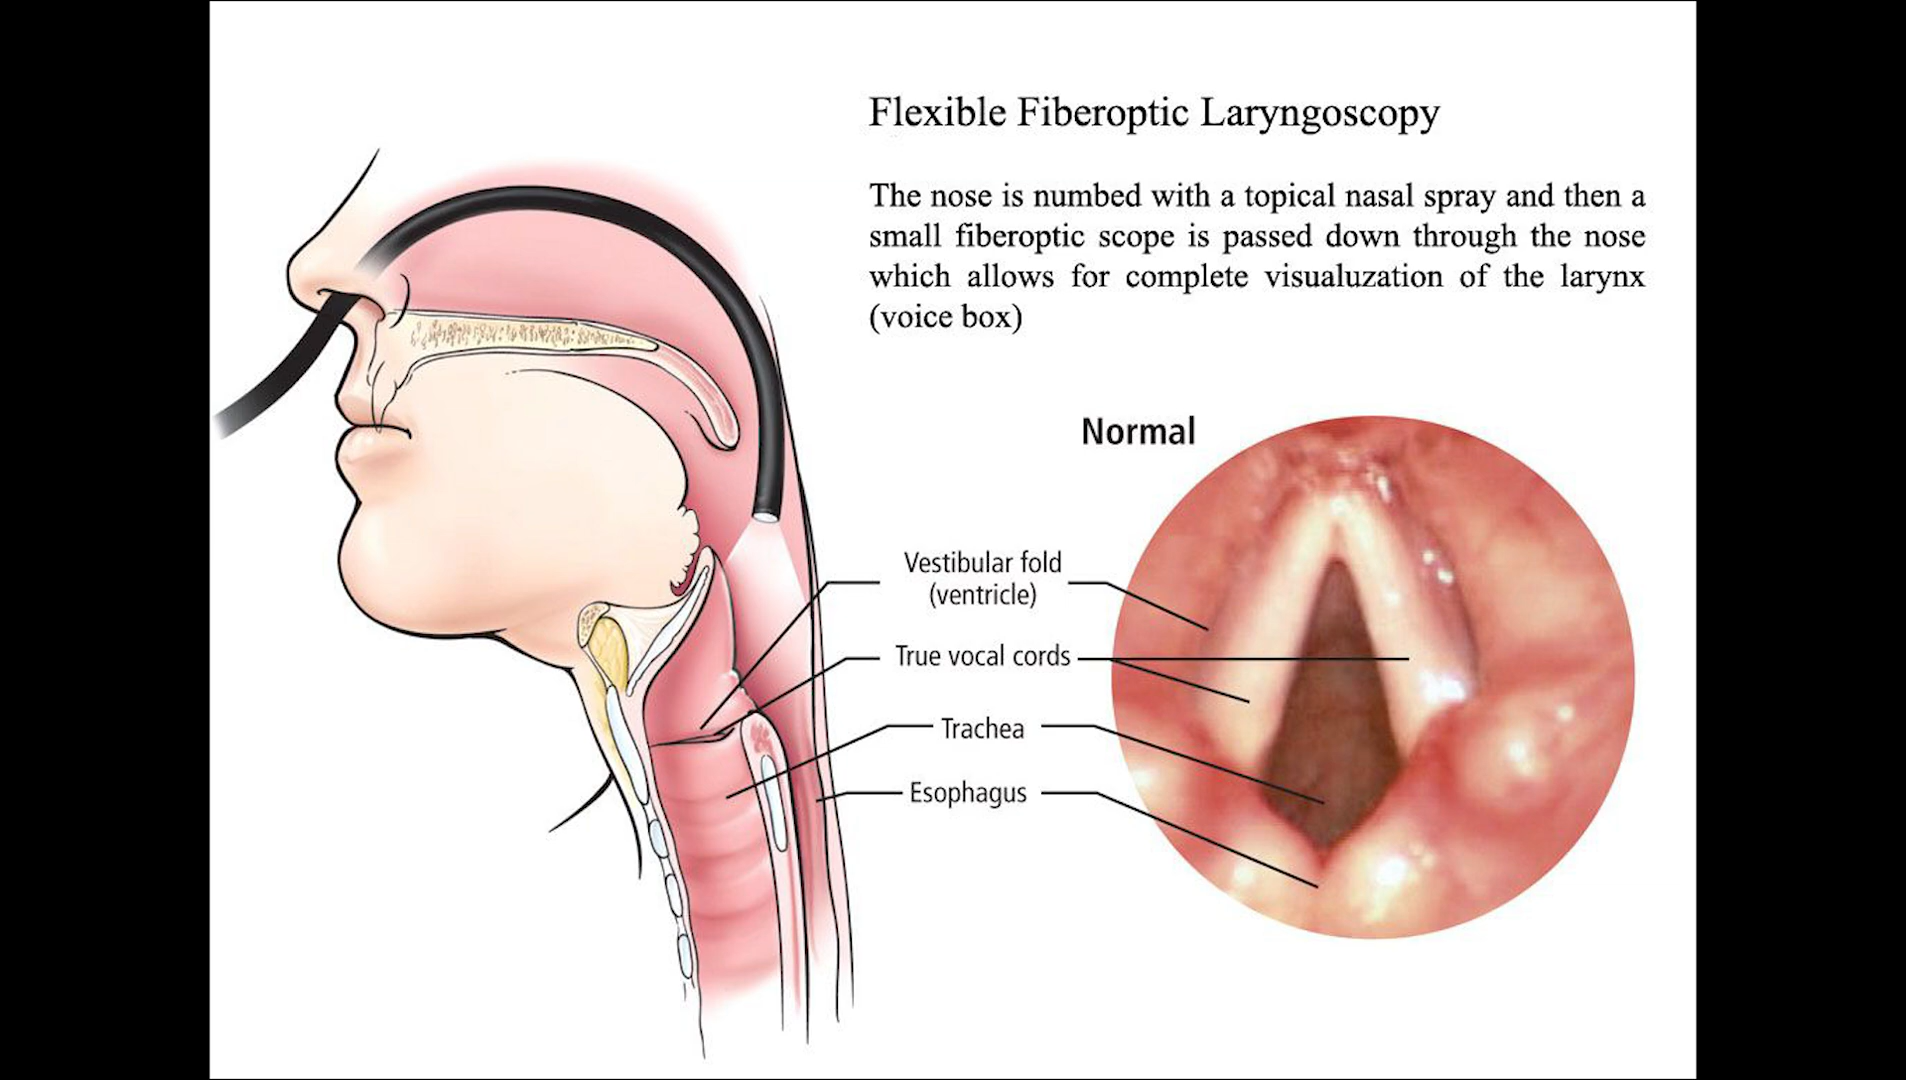 Flexible Fiberoptic Laryngoscopy
The nose is numbed with a topical nasal spray and then a
small fiberoptic scope is passed down through the nose
which allows for complete visualuzation of the larynx
(voice box)
Normal
Vestibular fold
(ventricle)
True vocal cords
Trachea
Esophagus